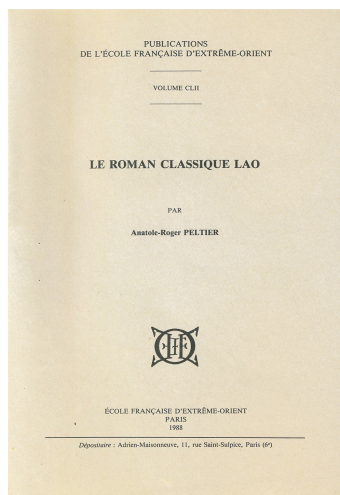 PUBLICATIONS
DE L'ÉCOLE FRANÇAISE D'EXTRÊME-ORIENT
VOLUME CLII
LE ROMAN CLASSIQUE LAO
PAR
Anatole-Roger PELTIER
ÉCOLE FRANÇAISE D'EXTRÊME-ORIENT
PARIS
1988
Dépositaire : Adrien-Maisonneuve, 11, rue Saint-Sulpice, Paris (6e)